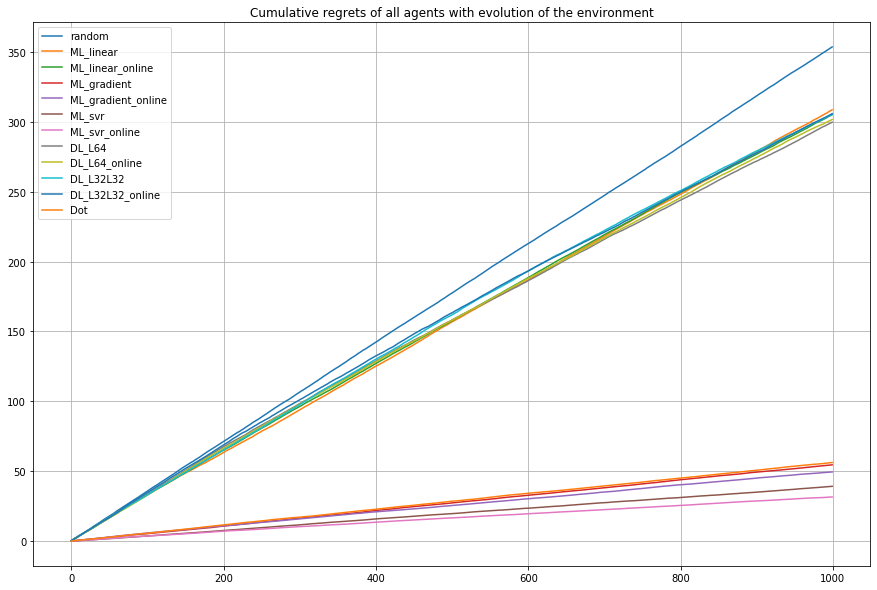 Cumulative regrets of all agents with evolution of the environment
random
ML_linear
ML_linear_online
ML_gradient
ML_gradient_online
ML_svr
ML_svr_online
DL_L64
DL_L64_online
DL_L32L32
DL_L32L32_online
Dot
350
300
250
200
150
100
50
0
0 200 400 600 800 1000